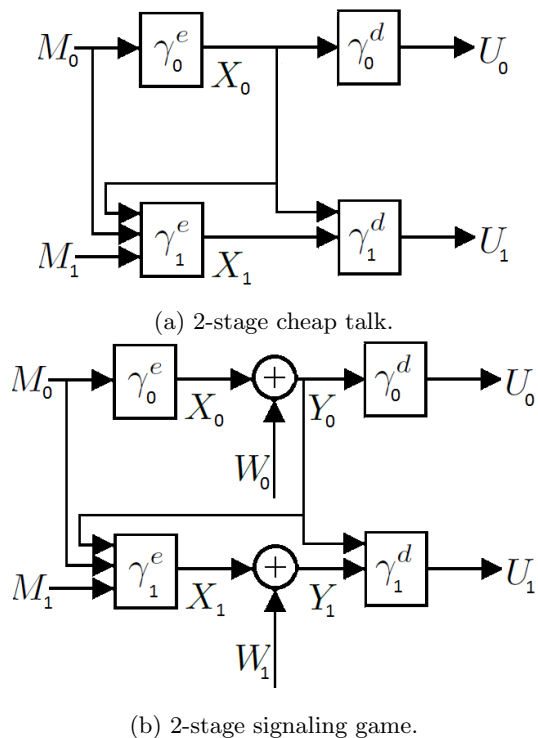 M₀ γ₀ᵉ X₀ γ₀ᵈ U₀
M₁ γ₁ᵉ X₁ γ₁ᵈ U₁
(a) 2-stage cheap talk.
M₀ γ₀ᵉ X₀ + Y₀ γ₀ᵈ U₀
W₀
M₁ γ₁ᵉ X₁ + Y₁ γ₁ᵈ U₁
W₁
(b) 2-stage signaling game.